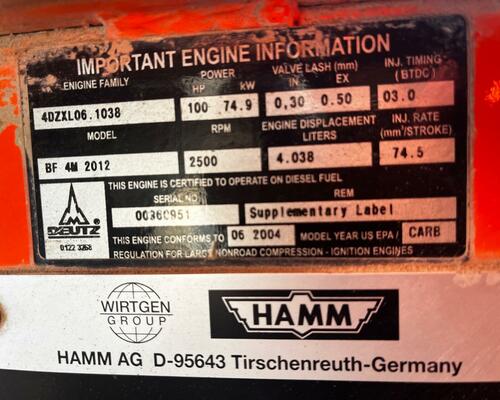 IMPORTANT ENGINE INFORMATION
ENGINE FAMILY POWER VALVE LASH (mm) INJ. TIMING
HP kW IN EX (BTDC)
4DZXL06.1038 100 74.9 0,30 0.50 03.0
MODEL RPM ENGINE DISPLACEMENT INJ. RATE
LITERS (mm³/STROKE)
BF 4M 2012 2500 4.038 74.5
THIS ENGINE IS CERTIFIED TO OPERATE ON DIESEL FUEL
SERIAL NO REM
00360951 Supplementary Label
DEUTZ
0122 3268
THIS ENGINE CONFORMS TO 06 2004 MODEL YEAR US EPA/ CARB
REGULATION FOR LARGE NONROAD COMPRESSION - IGNITION ENGINES
WIRTGEN
GROUP
HAMM
HAMM AG D-95643 Tirschenreuth-Germany